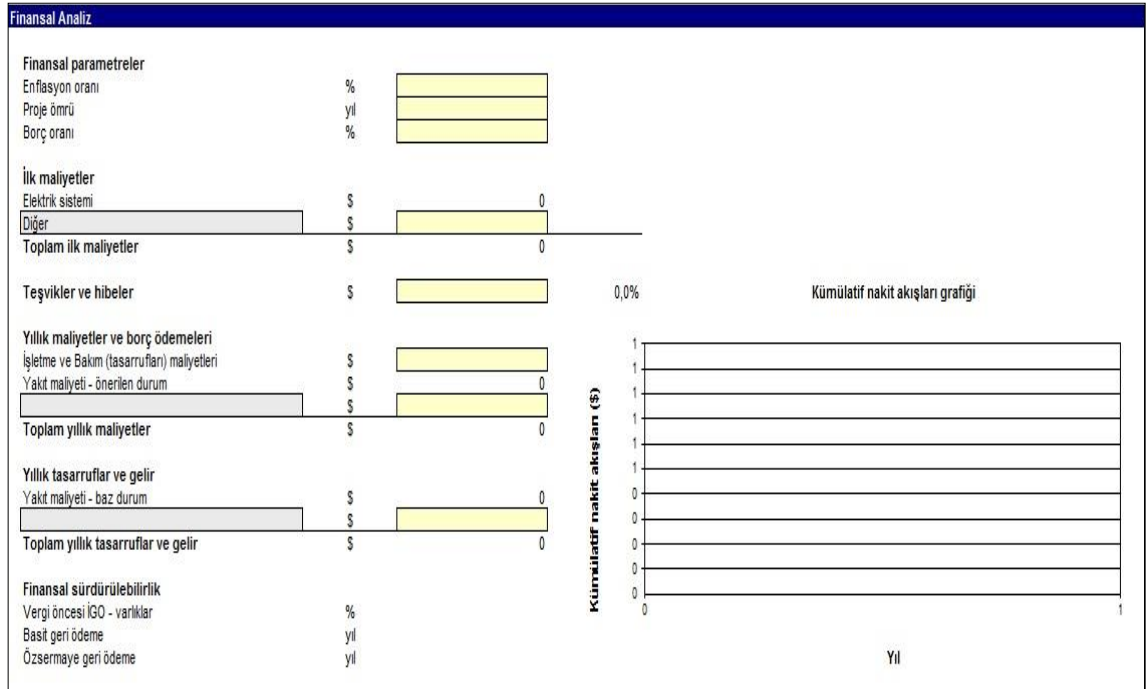 Finansal Analiz
Finansal parametreler
Enflasyon oranı %
Proje ömrü yıl
Borç oranı %
İlk maliyetler
Elektrik sistemi $ 0
Diğer $
Toplam ilk maliyetler $ 0
Teşvikler ve hibeler $ 0,0%
Yıllık maliyetler ve borç ödemeleri
İşletme ve Bakım (tasarrufları) maliyetleri $
Yakıt maliyeti - önerilen durum $ 0
$
Toplam yıllık maliyetler $ 0
Yıllık tasarruflar ve gelir
Yakıt maliyeti - baz durum $ 0
$
Toplam yıllık tasarruflar ve gelir $ 0
Finansal sürdürülebilirlik
Vergi öncesi İGO - varlıklar %
Basit geri ödeme yıl
Özsermaye geri ödeme yıl
Kümülatif nakit akışları grafiği
Kümülatif nakit akışları ($)
1
1
1
1
1
1
0
0
0
0
0
0 1
Yıl